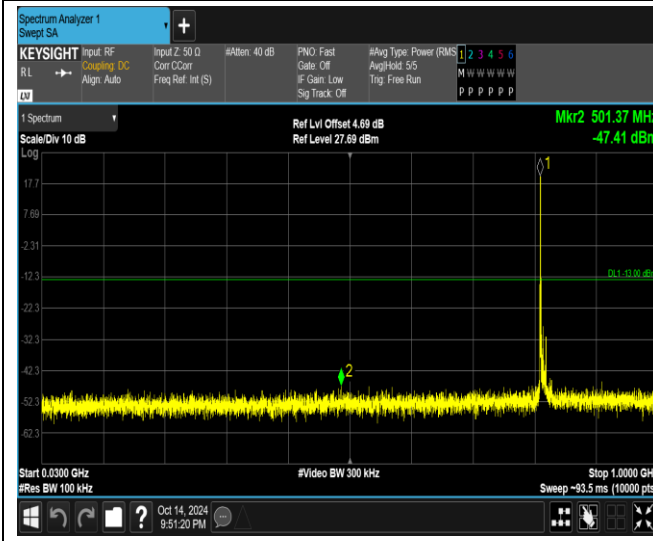 Spectrum Analyzer 1
Swept SA
+
KEYSIGHT
RL
LXI
Input: RF
Coupling: DC
Align: Auto
Input Z: 50 Ω
Corr CCorr
Freq Ref: Int (S)
#Atten: 40 dB
PNO: Fast
Gate: Off
IF Gain: Low
Sig Track: Off
#Avg Type: Power (RMS
Avg|Hold: 5/5
Trig: Free Run
1 2 3 4 5 6
M W W W W W
P P P P P P
1 Spectrum
Scale/Div 10 dB
Log
Ref Lvl Offset 4.69 dB
Ref Level 27.69 dBm
Mkr2 501.37 MHz
-47.41 dBm
1
17.7
7.69
-2.31
-12.3
DL1 -13.00 dBm
-22.3
-32.3
-42.3
2
-52.3
-62.3
Start 0.0300 GHz
#Res BW 100 kHz
#Video BW 300 kHz
Stop 1.0000 GH
Sweep ~93.5 ms (10000 pts
?
Oct 14, 2024
9:51:20 PM